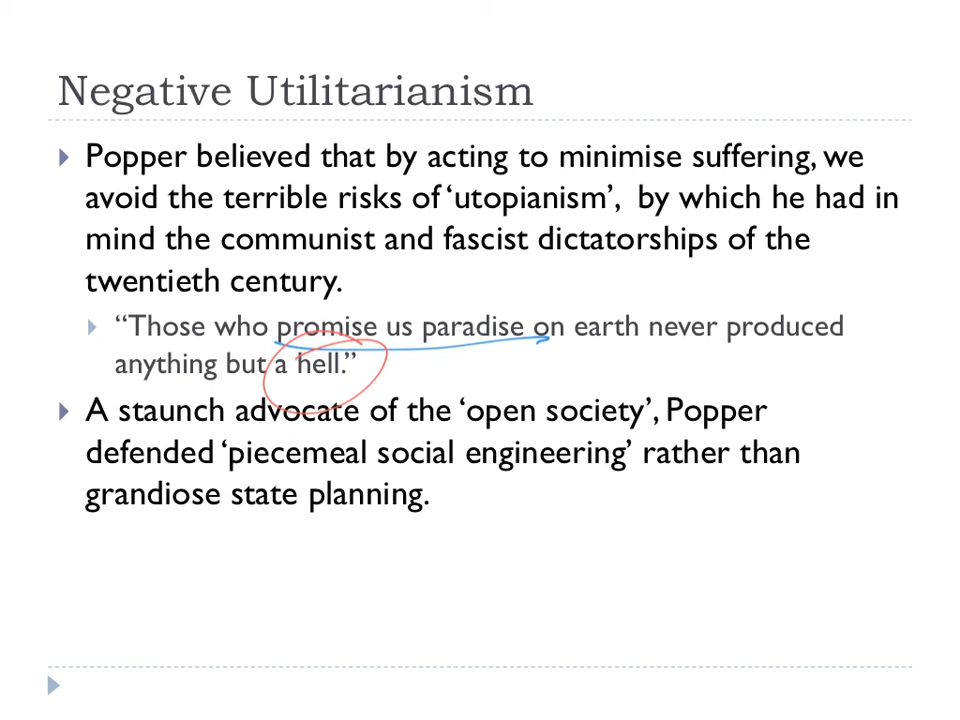 Negative Utilitarianism
Popper believed that by acting to minimise suffering, we
avoid the terrible risks of ‘utopianism’, by which he had in
mind the communist and fascist dictatorships of the
twentieth century.
“Those who promise us paradise on earth never produced
anything but a hell.”
A staunch advocate of the ‘open society’, Popper
defended ‘piecemeal social engineering’ rather than
grandiose state planning.